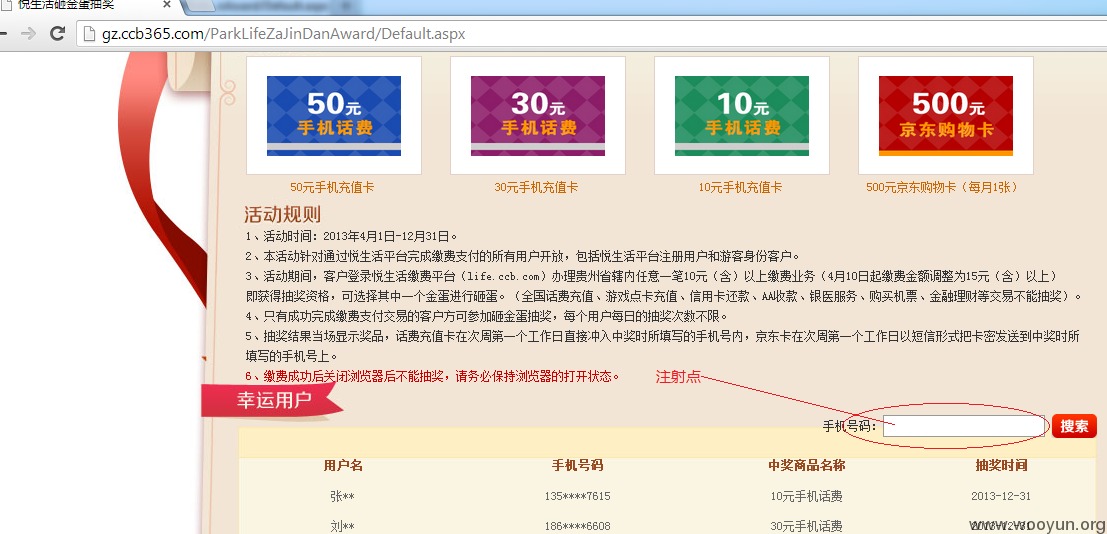 悦生活砸金蛋抽奖
gz.ccb365.com/ParkLifeZaJinDanAward/Default.aspx
50元
手机话费
30元
手机话费
10元
手机话费
500元
京东购物卡
50元手机充值卡
30元手机充值卡
10元手机充值卡
500元京东购物卡（每月1张）
活动规则
1、活动时间：2013年4月1日-12月31日。
2、本活动针对通过悦生活平台完成缴费支付的所有用户开放，包括悦生活平台注册用户和游客身份客户。
3、活动期间，客户登录悦生活缴费平台（life.ccb.com）办理贵州省辖内任意一笔10元（含）以上缴费业务（4月10日起缴费金额调整为15元（含）以上）
即获得抽奖资格，可选择其中一个金蛋进行砸蛋。（全国话费充值、游戏点卡充值、信用卡还款、AA收款、银医服务、购买机票、金融理财等交易不能抽奖）。
4、只有成功完成缴费支付交易的客户方可参加砸金蛋抽奖，每个用户每日的抽奖次数不限。
5、抽奖结果当场显示奖品，话费充值卡在次周第一个工作日直接冲入中奖时所填写的手机号内，京东卡在次周第一个工作日以短信形式把卡密发送到中奖时所
填写的手机号上。
6、缴费成功后关闭浏览器后不能抽奖，请务必保持浏览器的打开状态。
注射点
幸运用户
手机号码：
搜索
用户名 手机号码 中奖商品名称 抽奖时间
张** 135****7615 10元手机话费 2013-12-31
刘** 186****6608 30元手机话费 2013-12-31
www.wooyun.org